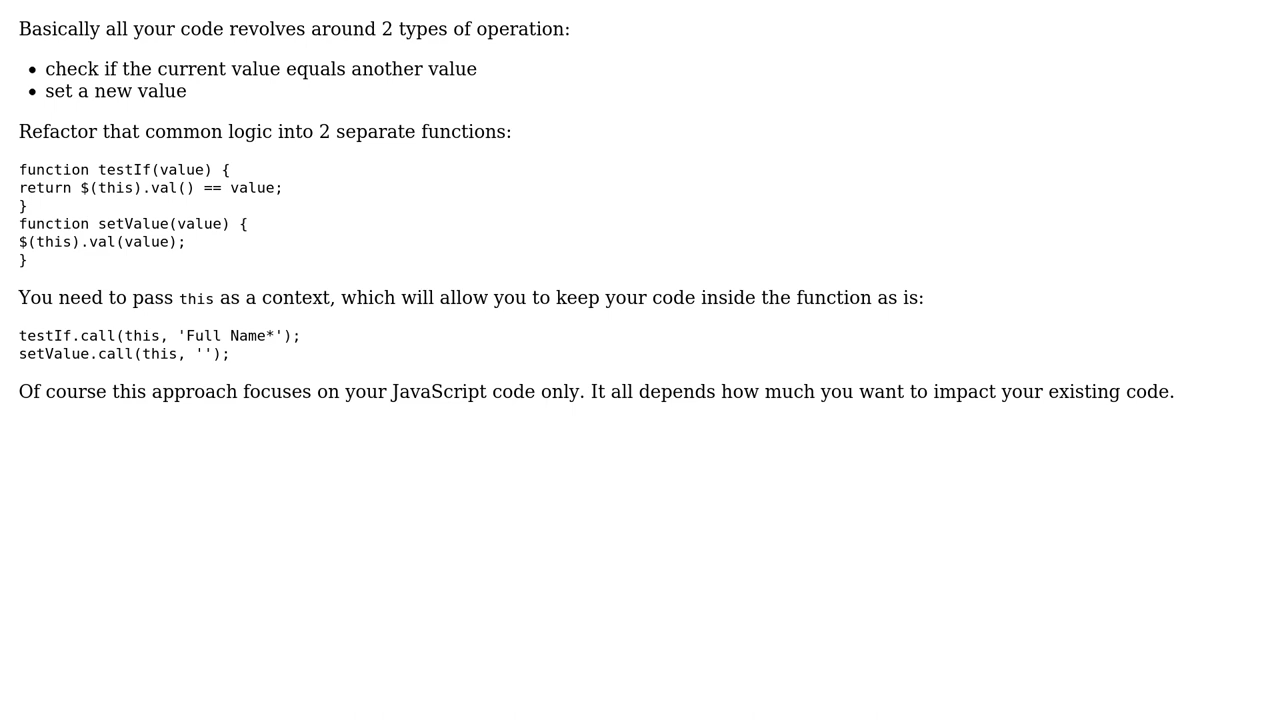 Basically all your code revolves around 2 types of operation:
• check if the current value equals another value
• set a new value
Refactor that common logic into 2 separate functions:
function testIf(value) {
return $(this).val() == value;
}
function setValue(value) {
$(this).val(value);
}
You need to pass this as a context, which will allow you to keep your code inside the function as is:
testIf.call(this, 'Full Name*');
setValue.call(this, '');
Of course this approach focuses on your JavaScript code only. It all depends how much you want to impact your existing code.